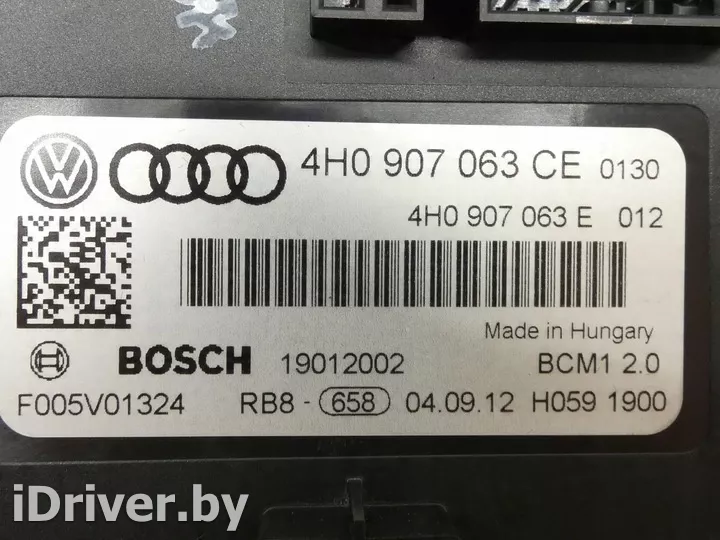 4H0 907 063 CE 0130
4H0 907 063 E 012
Made in Hungary
BOSCH 19012002 BCM1 2.0
F005V01324 RB8 - 658 04.09.12 H059 1900
iDriver.by